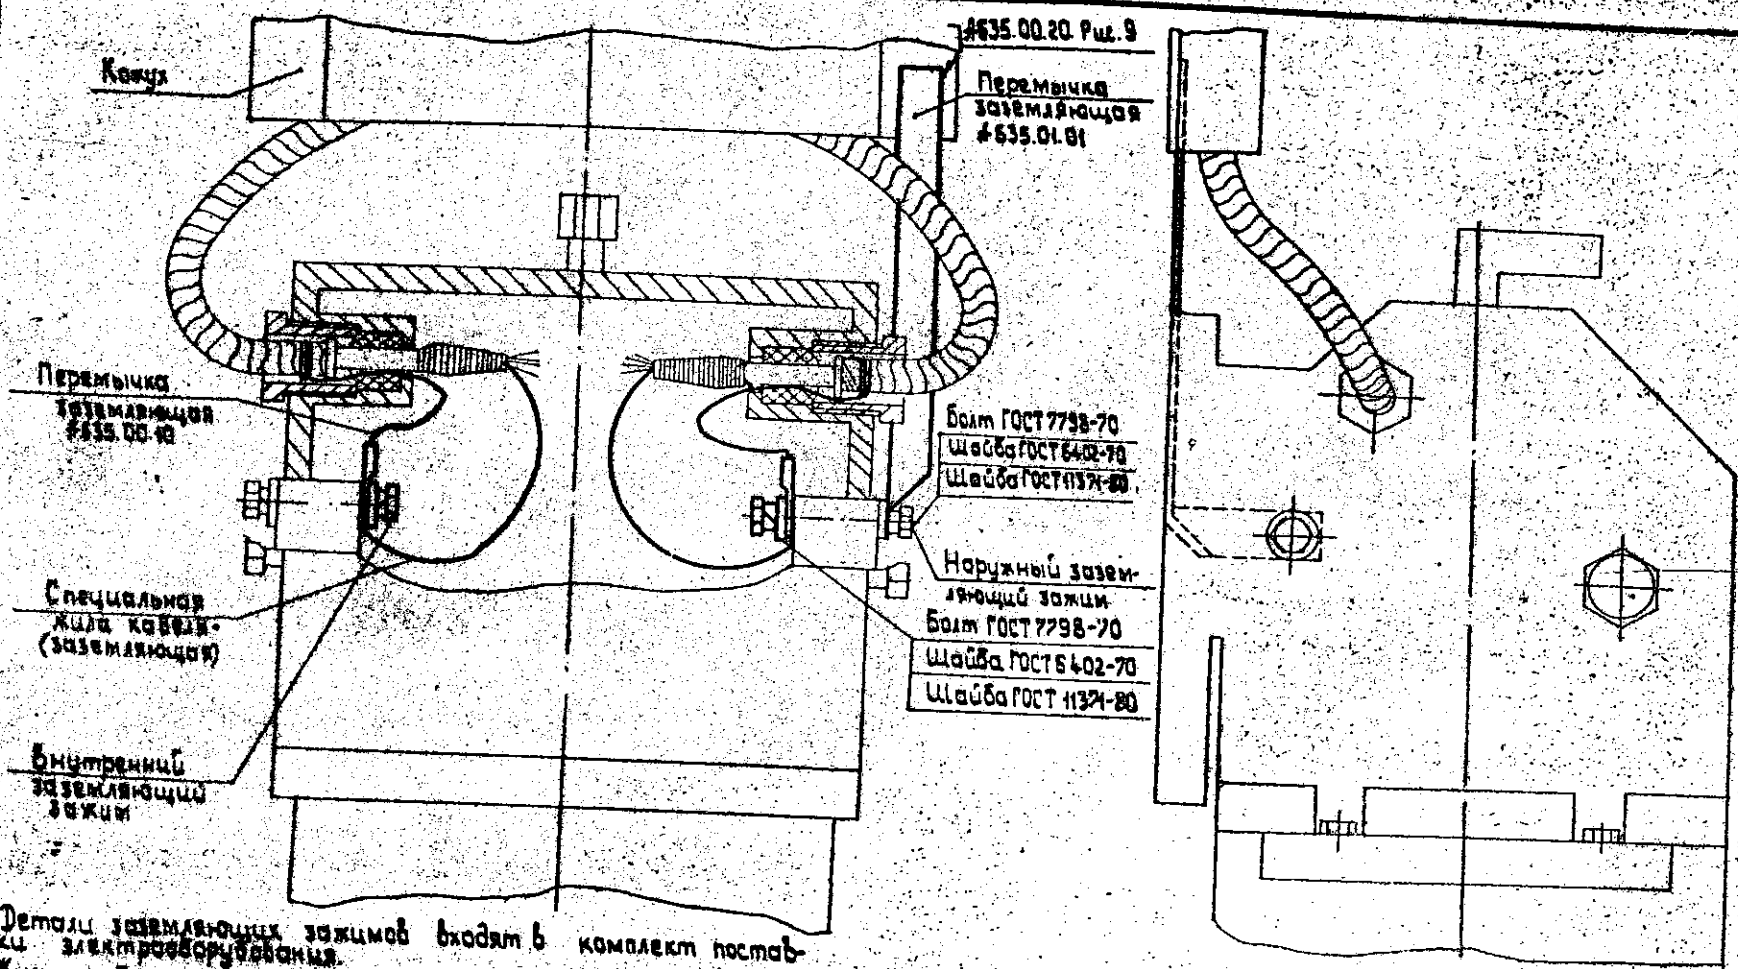 Кожух
А635.00.20 Рис. 9
Перемычка
заземляющая
А635.01.01
Перемычка
заземляющая
А635.00.10
Болт ГОСТ 7798-70
Шайба ГОСТ 6402-70
Шайба ГОСТ 11371-80
Наружный зазем-
ляющий зажим
Болт ГОСТ 7798-70
Шайба ГОСТ 6402-70
Шайба ГОСТ 11371-80
Специальная
жила кабеля-
(заземляющая)
Внутренний
заземляющий
зажим
Детали заземляющих зажимов входят в комплект постав-
ки электрооборудования.